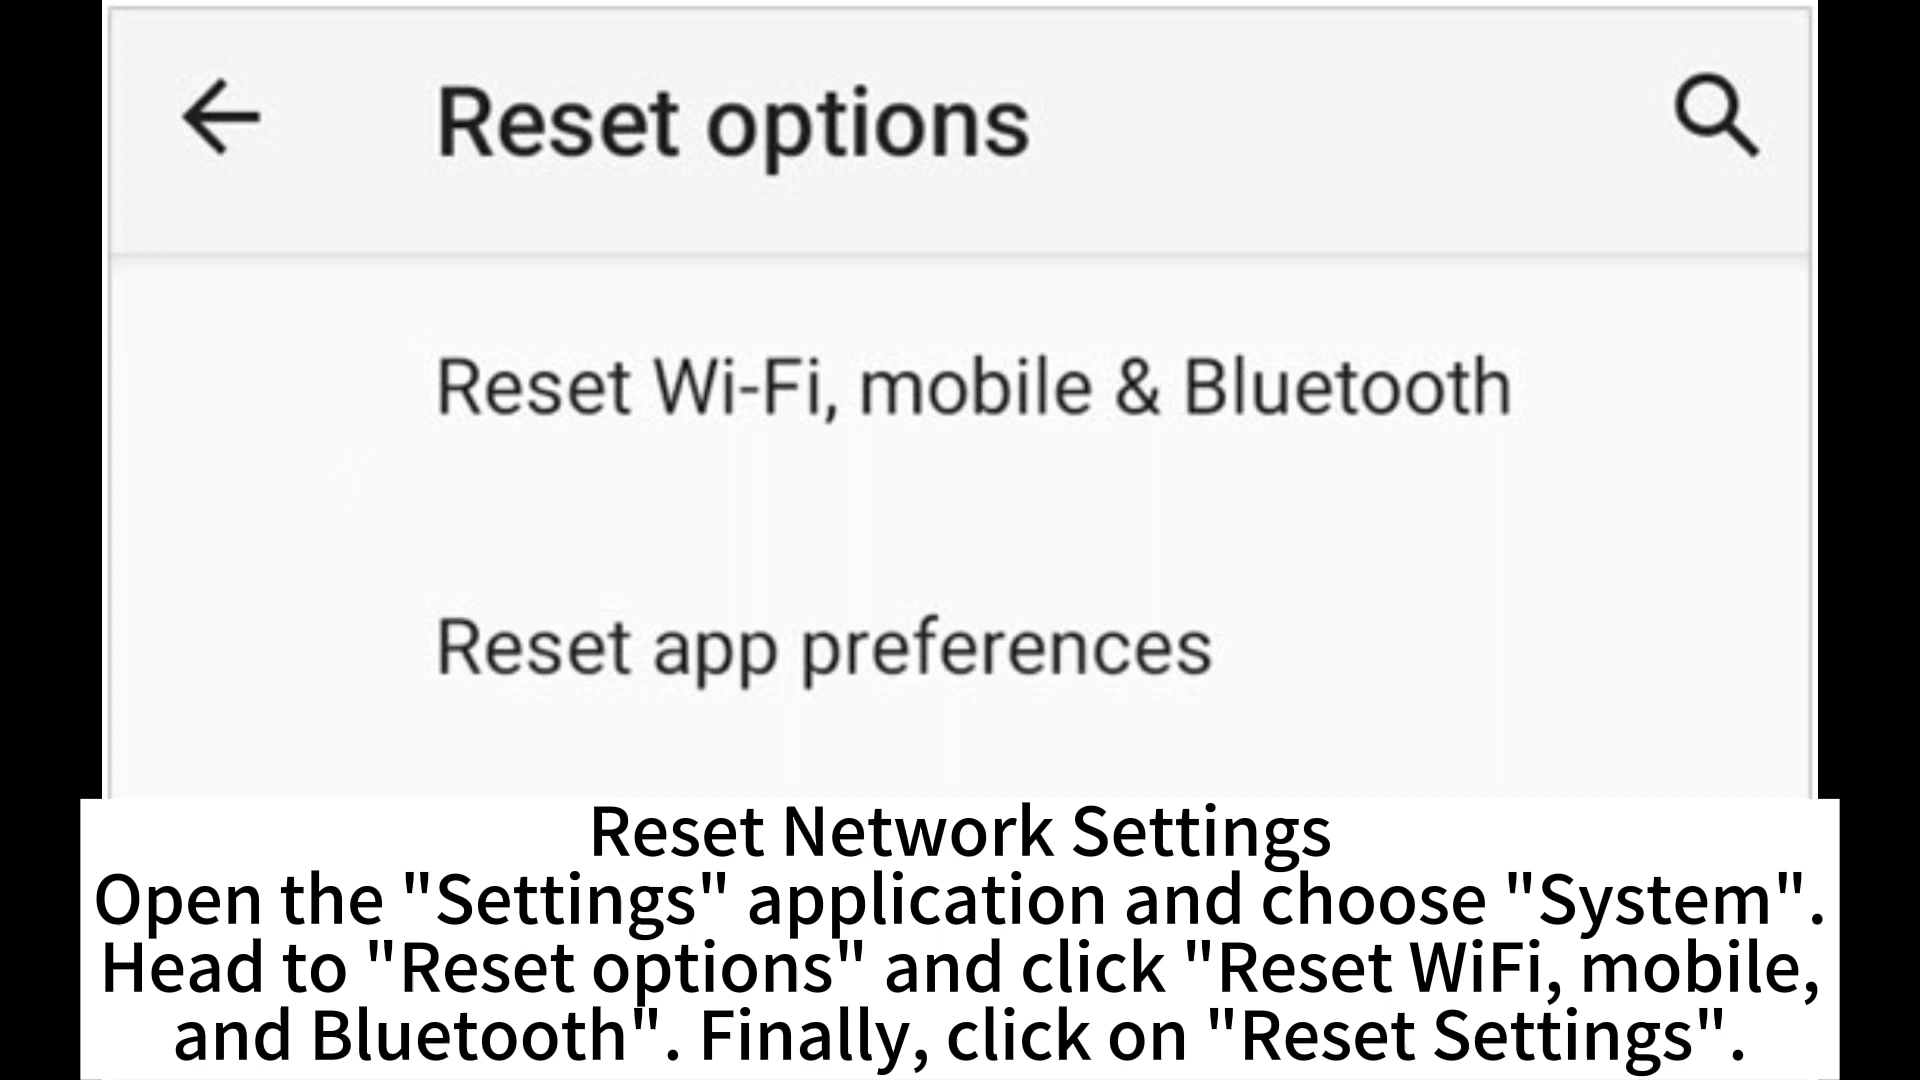 Reset options
Reset Wi-Fi, mobile & Bluetooth
Reset app preferences
Reset Network Settings
Open the "Settings" application and choose "System".
Head to "Reset options" and click "Reset WiFi, mobile,
and Bluetooth". Finally, click on "Reset Settings".